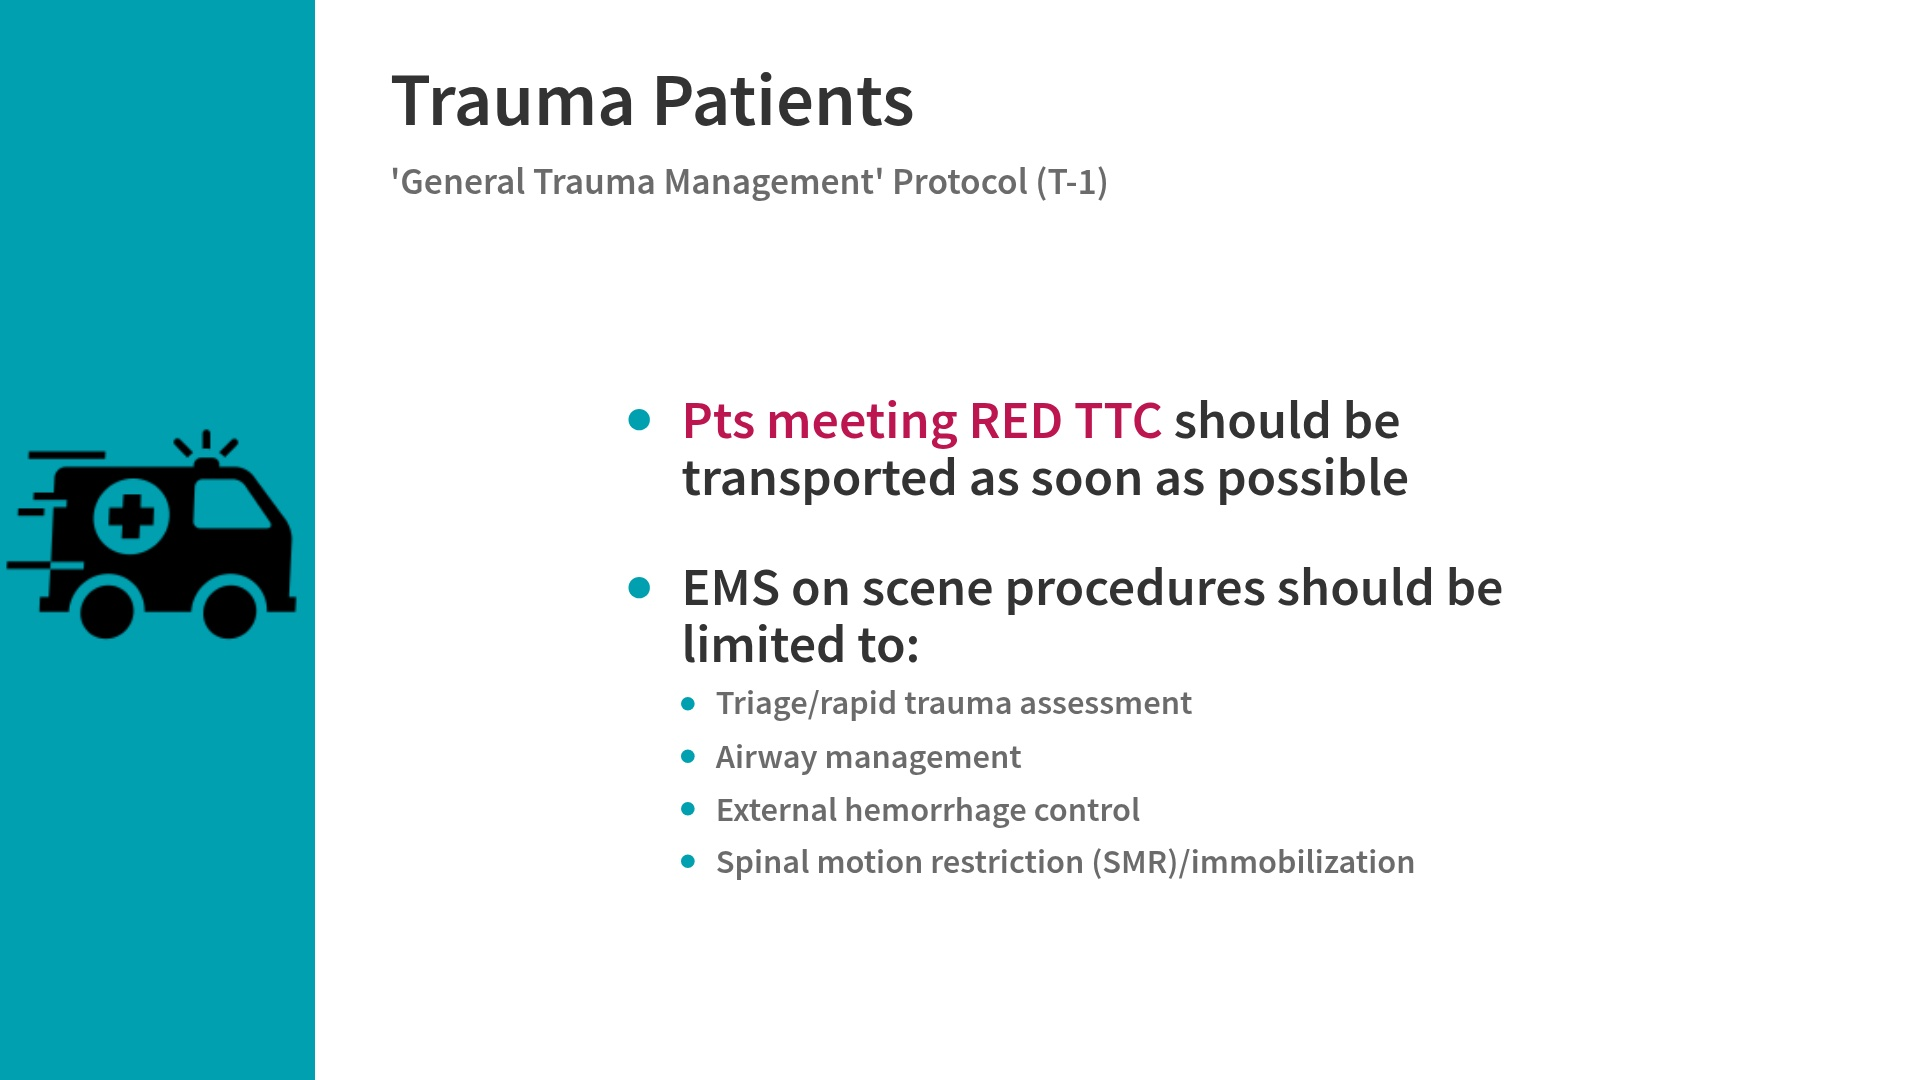 Trauma Patients
'General Trauma Management' Protocol (T-1)
Pts meeting RED TTC should be
transported as soon as possible
EMS on scene procedures should be
limited to:
Triage/rapid trauma assessment
Airway management
External hemorrhage control
Spinal motion restriction (SMR)/immobilization